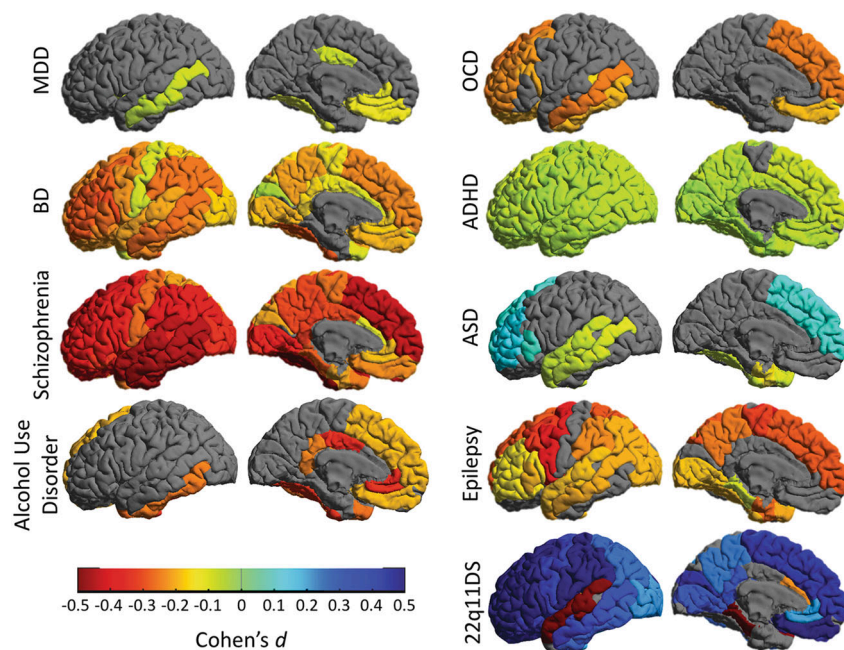 MDD
BD
Schizophrenia
Alcohol Use
Disorder
OCD
ADHD
ASD
Epilepsy
22q11DS
-0.5 -0.4 -0.3 -0.2 -0.1 0 0.1 0.2 0.3 0.4 0.5
Cohen's d